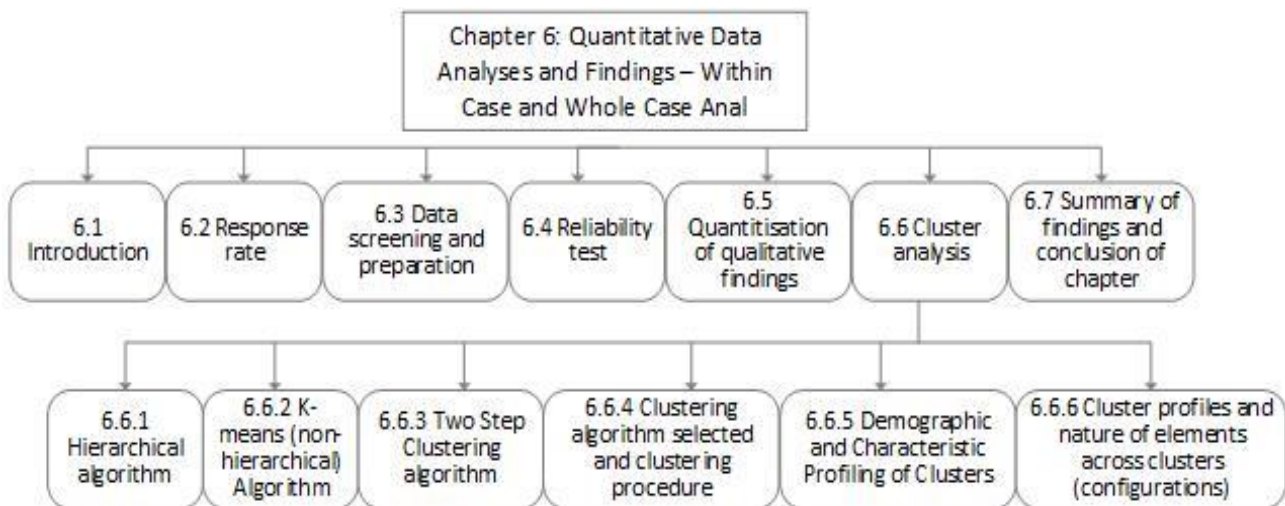 Chapter 6: Quantitative Data
Analyses and Findings – Within
Case and Whole Case Anal
6.1
Introduction
6.2 Response
rate
6.3 Data
screening and
preparation
6.4 Reliability
test
6.5
Quantitisation
of qualitative
findings
6.6 Cluster
analysis
6.7 Summary of
findings and
conclusion of
chapter
6.6.1
Hierarchical
algorithm
6.6.2 K-
means (non-
hierarchical)
Algorithm
6.6.3 Two Step
Clustering
algorithm
6.6.4 Clustering
algorithm selected
and clustering
procedure
6.6.5 Demographic
and Characteristic
Profiling of Clusters
6.6.6 Cluster profiles and
nature of elements
across clusters
(configurations)